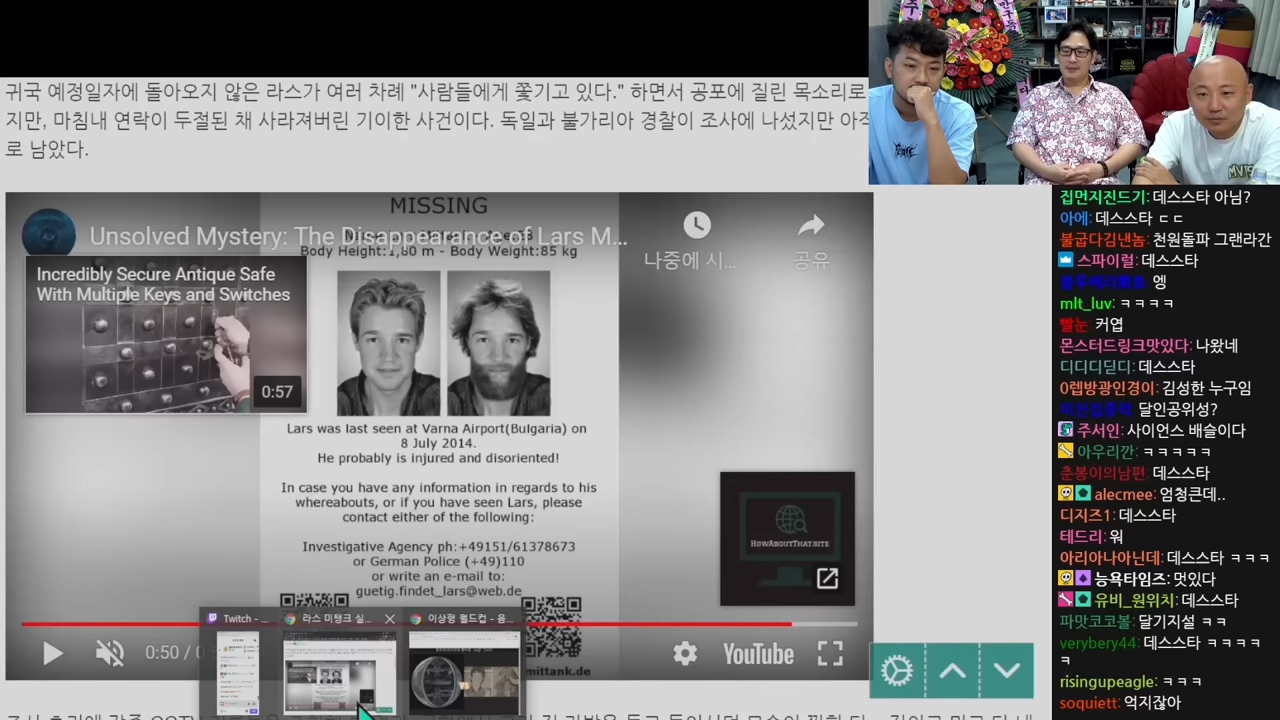 귀국 예정일자에 돌아오지 않은 라스가 여러 차례 "사람들에게 쫓기고 있다." 하면서 공포에 질린 목소리로
지만, 마침내 연락이 두절된 채 사라져버린 기이한 사건이다. 독일과 불가리아 경찰이 조사에 나섰지만 아직
로 남았다.
MISSING
Unsolved Mystery: The Disappearance of Lars M...
Body Height:1,80 m - Body Weight:85 kg
나중에 시...
공유
Incredibly Secure Antique Safe
With Multiple Keys and Switches
0:57
Lars was last seen at Varna Airport(Bulgaria) on
8 July 2014.
He probably is injured and disoriented!
In case you have any information in regards to his
whereabouts, or if you have seen Lars, please
contact either of the following:
Investigative Agency ph:+49151/61378673
or German Police (+49)110
or write an e-mail to:
guetig.findet_lars@web.de
HOWABOUTTHAT.SITE
Twitch - ...
라스 미탱크 실...
이상형 월드컵 - 음...
0:50 /
YouTube
mittank.de
집먼지진드기: 데스스타 아님?
아에: 데스스타 ㄷㄷ
불굽다김낸놈: 천원돌파 그랜라간
스파이럴: 데스스타
엥
mlt_luv: ㅋㅋㅋㅋ
빨눈: 커엽
몬스터드링크맛있다: 나왔네
디디디딛디: 데스스타
0렙방광인경이: 김성한 누구임
달인공위성?
주서인: 사이언스 배슬이다
아우리깐: ㅋㅋㅋㅋㅋ
춘봉이의남편: 데스스타
alecmee: 엄청큰데..
디지즈1: 데스스타
테드리: 워
아리아나아닌데: 데스스타 ㅋㅋㅋ
능욕타임즈: 멋있다
유비_원위치: 데스스타
파맛코코볼: 달기지설 ㅋㅋ
verybery44: 데스스타 ㅋㅋㅋㅋ
ㅋ
risingupeagle: ㅋㅋㅋ
soquiett: 억지잖아